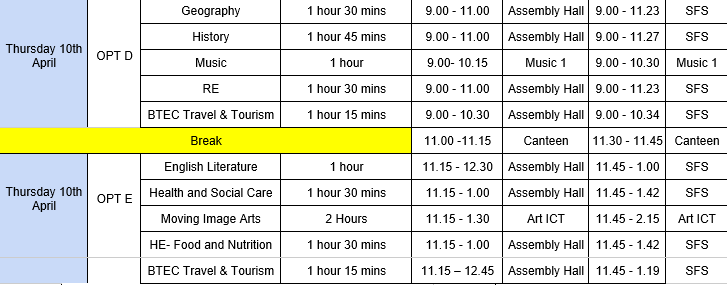 Geography 1 hour 30 mins 9.00 - 11.00 Assembly Hall 9.00 - 11.23 SFS
History 1 hour 45 mins 9.00 - 11.00 Assembly Hall 9.00 - 11.27 SFS
Thursday 10th April OPT D Music 1 hour 9.00- 10.15 Music 1 9.00 - 10.30 Music 1
RE 1 hour 30 mins 9.00 - 11.00 Assembly Hall 9.00 - 11.23 SFS
BTEC Travel & Tourism 1 hour 15 mins 9.00 - 10.30 Assembly Hall 9.00 - 10.34 SFS
Break 11.00 -11.15 Canteen 11.30 - 11.45 Canteen
English Literature 1 hour 11.15 - 12.30 Assembly Hall 11.45 - 1.00 SFS
Thursday 10th April OPT E Health and Social Care 1 hour 30 mins 11.15 - 1.00 Assembly Hall 11.45 - 1.42 SFS
Moving Image Arts 2 Hours 11.15 - 1.30 Art ICT 11.45 - 2.15 Art ICT
HE- Food and Nutrition 1 hour 30 mins 11.15 - 1.00 Assembly Hall 11.45 - 1.42 SFS
BTEC Travel & Tourism 1 hour 15 mins 11.15 – 12.45 Assembly Hall 11.45 - 1.19 SFS